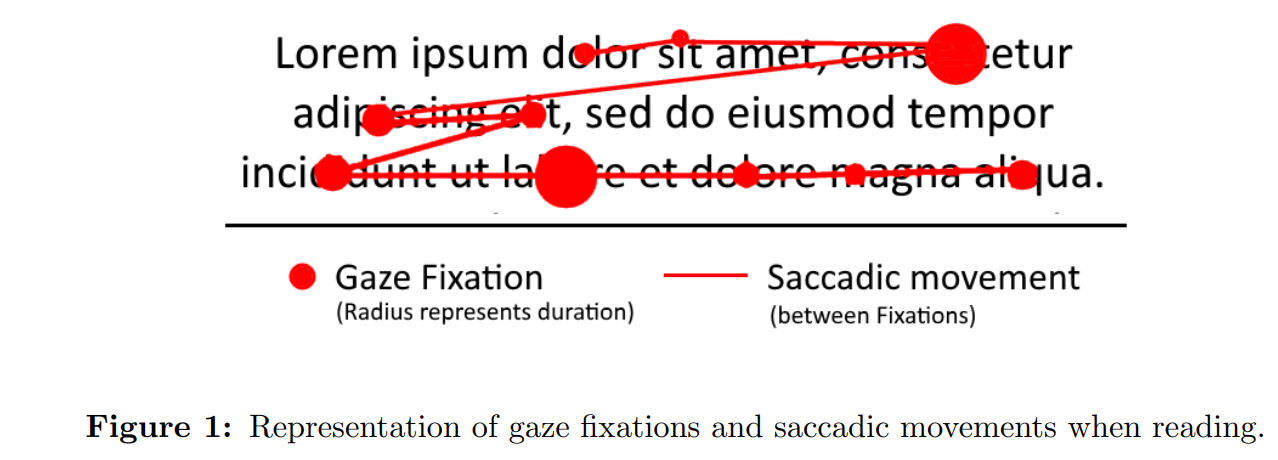 Lorem ipsum dolor sit amet, consectetur
adipiscing elit, sed do eiusmod tempor
incididunt ut labore et dolore magna aliqua.
Gaze Fixation
(Radius represents duration)
Saccadic movement
(between Fixations)
Figure 1: Representation of gaze fixations and saccadic movements when reading.